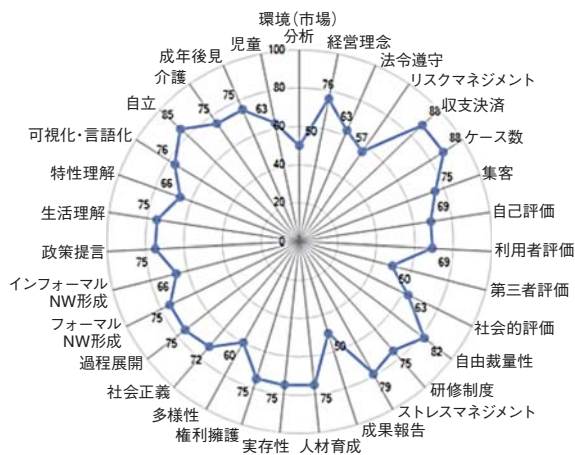 環境（市場）
分析
経営理念
法令遵守
リスクマネジメント
収支決済
ケース数
集客
自己評価
利用者評価
第三者評価
社会的評価
自由裁量性
研修制度
ストレスマネジメント
成果報告
人材育成
実存性
権利擁護
多様性
社会正義
過程展開
フォーマル
NW形成
インフォーマル
NW形成
政策提言
生活理解
特性理解
可視化・言語化
自立
介護
成年後見
児童
100
80
60
40
20
0
50
76
63
57
88
88
75
69
69
50
63
82
75
79
50
75
75
75
60
72
75
75
66
75
75
66
76
85
75
75
63